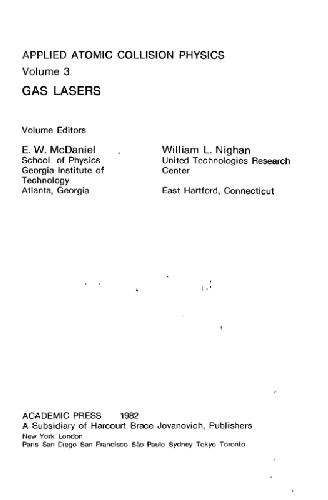 APPLIED ATOMIC COLLISION PHYSICS
Volume 3
GAS LASERS
Volume Editors
E. W. McDaniel
School of Physics
Georgia Institute of
Technology
Atlanta, Georgia
William L. Nighan
United Technologies Research
Center
East Hartford, Connecticut
ACADEMIC PRESS 1982
A Subsidiary of Harcourt Brace Jovanovich, Publishers
New York London
Paris San Diego San Francisco São Paulo Sydney Tokyo Toronto